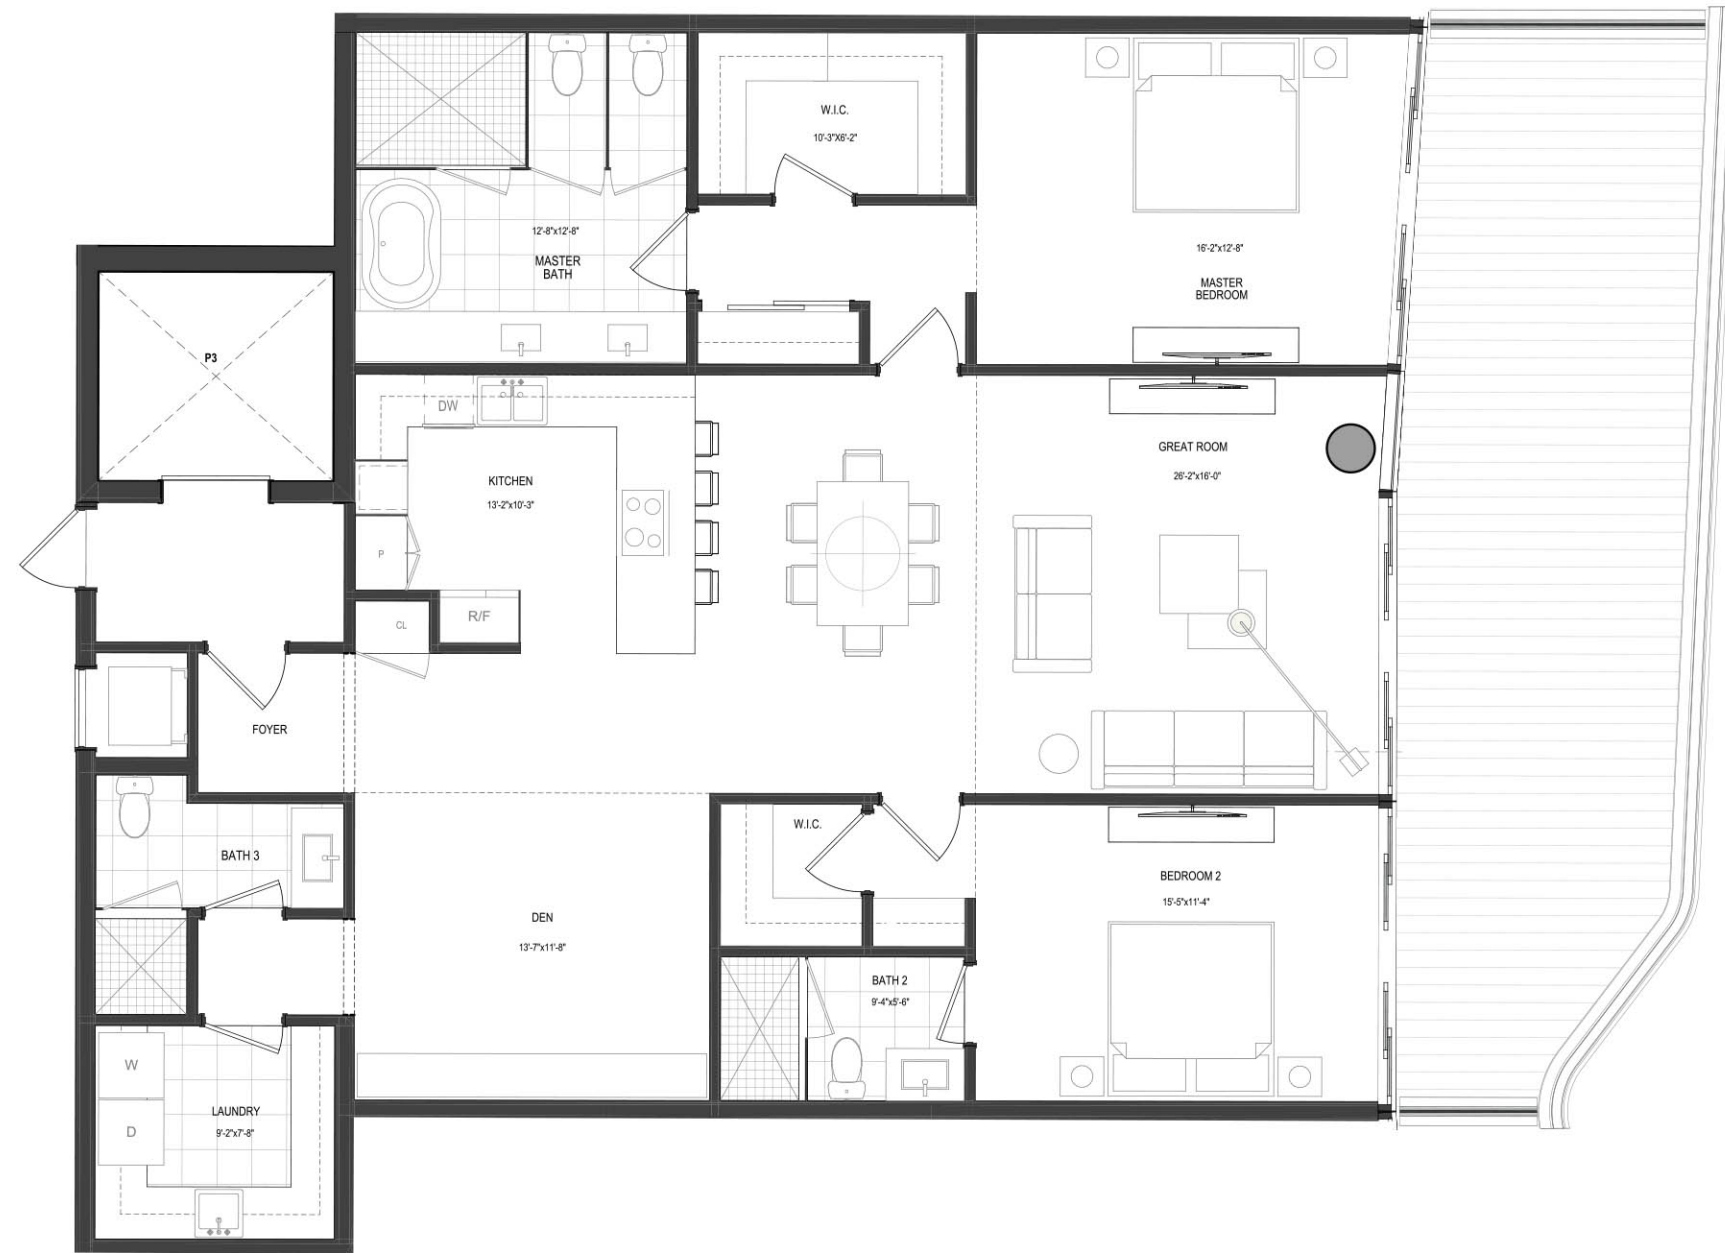 W.I.C.
10'-3"X6'-2"
12'-8"x12'-8"
MASTER
BATH
16'-2"x12'-8"
MASTER
BEDROOM
P3
DW
GREAT ROOM
26'-2"x16'-0"
KITCHEN
13'-2"x10'-3"
P
R/F
CL
FOYER
W.I.C.
BATH 3
BEDROOM 2
15'-5"x11'-4"
DEN
13'-7"x11'-8"
BATH 2
9'-4"x5'-6"
W
D
LAUNDRY
9'-2"x7'-8"